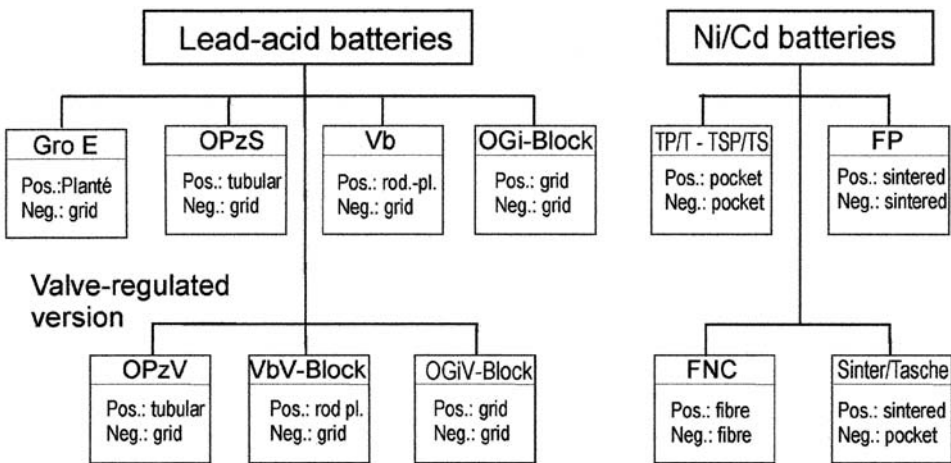 Lead-acid batteries
Ni/Cd batteries
Gro E
Pos.:Planté
Neg.: grid
OPzS
Pos.: tubular
Neg.: grid
Vb
Pos.: rod.-pl.
Neg.: grid
OGi-Block
Pos.: grid
Neg.: grid
TP/T - TSP/TS
Pos.: pocket
Neg.: pocket
FP
Pos.: sintered
Neg.: sintered
Valve-regulated
version
OPzV
Pos.: tubular
Neg.: grid
VbV-Block
Pos.: rod pl.
Neg.: grid
OGiV-Block
Pos.: grid
Neg.: grid
FNC
Pos.: fibre
Neg.: fibre
Sinter/Tasche
Pos.: sintered
Neg.: pocket